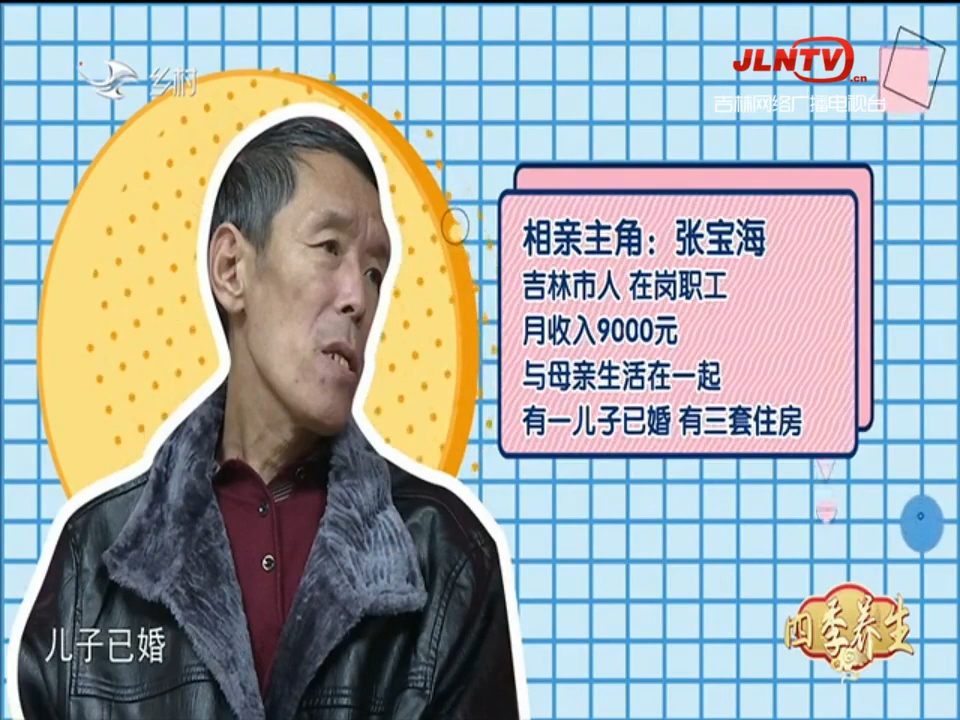 乡村
JLNTV.cn
吉林网络广播电视台
相亲主角：张宝海
吉林市人 在岗职工
月收入9000元
与母亲生活在一起
有一儿子已婚 有三套住房
儿子已婚
四季养生